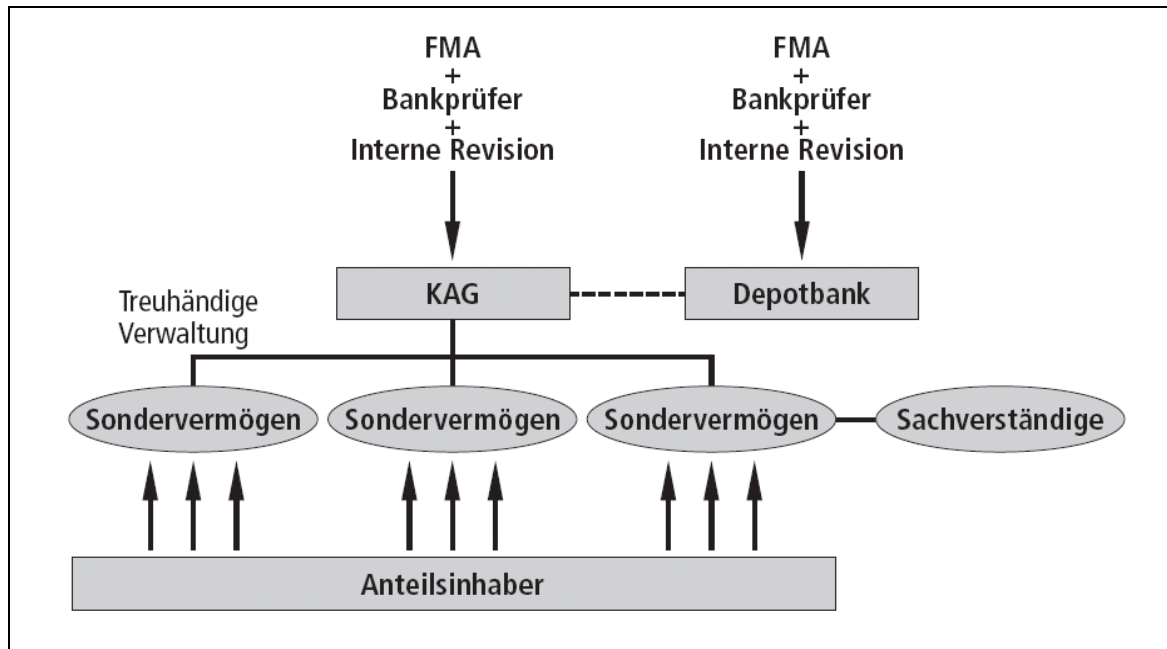 FMA
+
Bankprüfer
+
Interne Revision
FMA
+
Bankprüfer
+
Interne Revision
KAG
Depotbank
Treuhändige
Verwaltung
Sondervermögen
Sondervermögen
Sondervermögen
Sachverständige
Anteilsinhaber